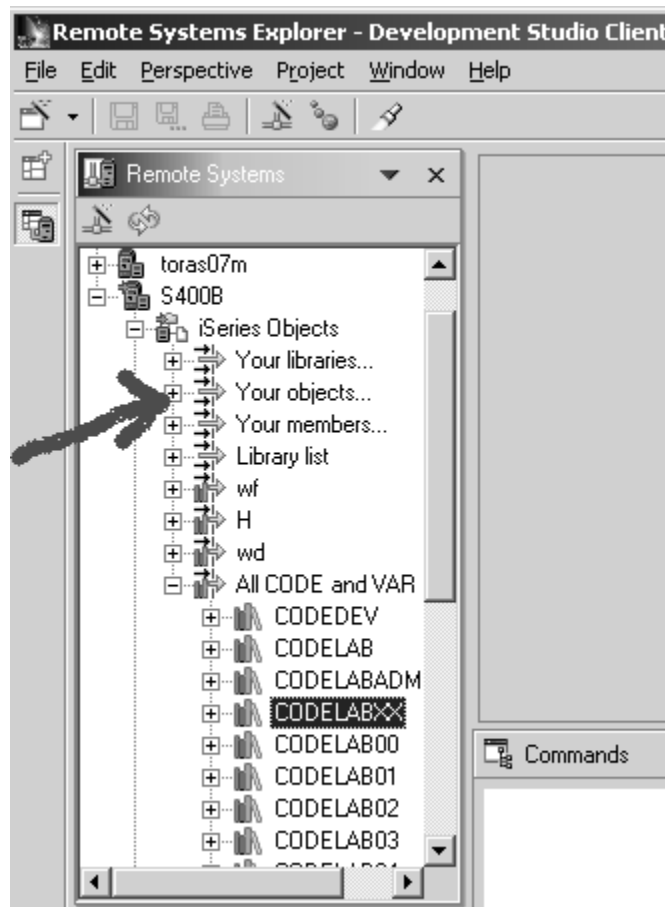 Remote Systems Explorer - Development Studio Client
File Edit Perspective Project Window Help
Remote Systems
toras07m
S400B
iSeries Objects
Your libraries...
Your objects...
Your members...
Library list
wf
H
wd
All CODE and VAR
CODEDEV
CODELAB
CODELABADM
CODELABXX
CODELAB00
CODELAB01
CODELAB02
CODELAB03
Commands